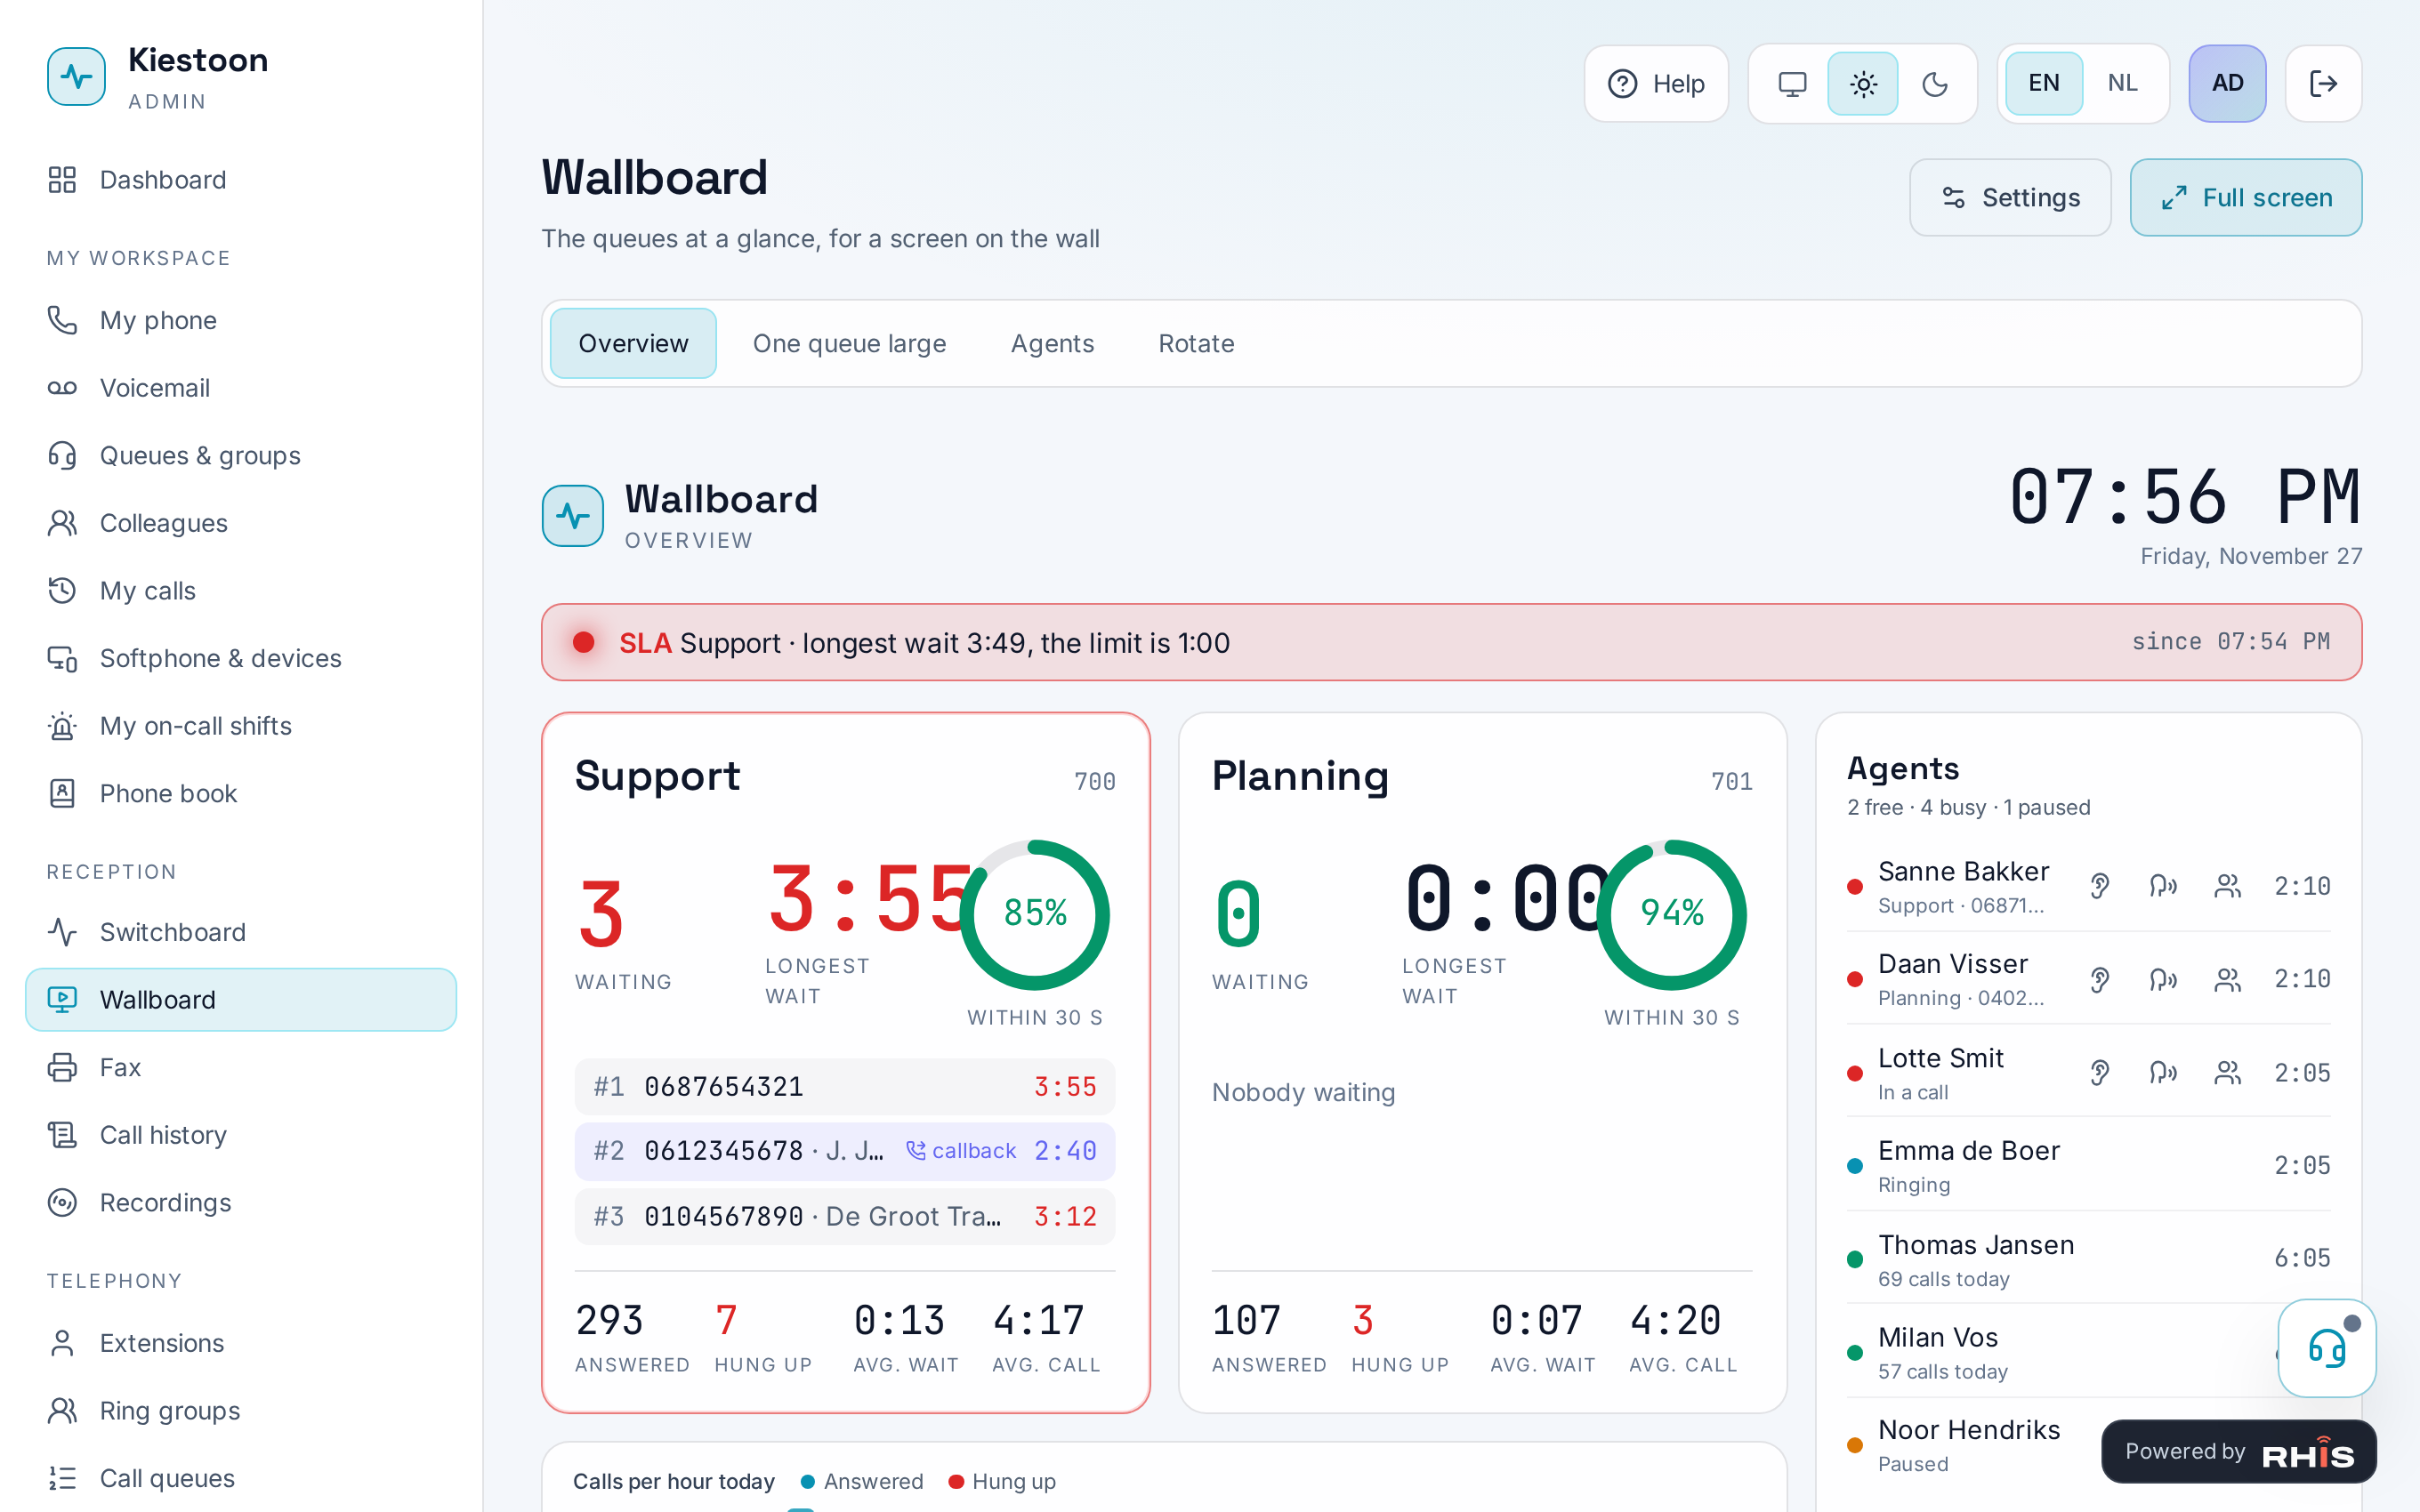 Kiestoon
ADMIN
Dashboard
MY WORKSPACE
My phone
Voicemail
Queues & groups
Colleagues
My calls
Softphone & devices
My on-call shifts
Phone book
RECEPTION
Switchboard
Wallboard
Fax
Call history
Recordings
TELEPHONY
Extensions
Ring groups
Call queues
Help
EN NL
AD
Wallboard
The queues at a glance, for a screen on the wall
Settings
Full screen
Overview One queue large Agents Rotate
Wallboard
OVERVIEW
07:56 PM
Friday, November 27
SLA Support · longest wait 3:49, the limit is 1:00
since 07:54 PM
Support 700
3 3:55 85%
WAITING
LONGEST
WAIT
WITHIN 30 S
#1 0687654321 3:55
#2 0612345678 · J. J… callback 2:40
#3 0104567890 · De Groot Tra… 3:12
293 7 0:13 4:17
ANSWERED HUNG UP AVG. WAIT AVG. CALL
Planning 701
0 0:00 94%
WAITING
LONGEST
WAIT
WITHIN 30 S
Nobody waiting
107 3 0:07 4:20
ANSWERED HUNG UP AVG. WAIT AVG. CALL
Agents
2 free · 4 busy · 1 paused
Sanne Bakker 2:10
Support · 06871…
Daan Visser 2:10
Planning · 0402…
Lotte Smit 2:05
In a call
Emma de Boer 2:05
Ringing
Thomas Jansen 6:05
69 calls today
Milan Vos
57 calls today
Noor Hendriks
Paused
Calls per hour today Answered Hung up
Powered by RHIS